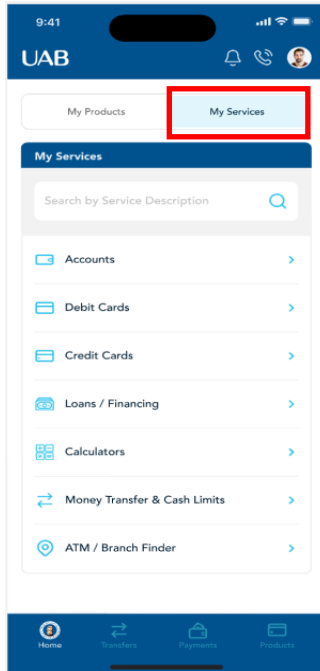 9:41
UAB
My Products
My Services
My Services
Search by Service Description
Accounts
Debit Cards
Credit Cards
Loans / Financing
Calculators
Money Transfer & Cash Limits
ATM / Branch Finder
Home Transfers Payments Products